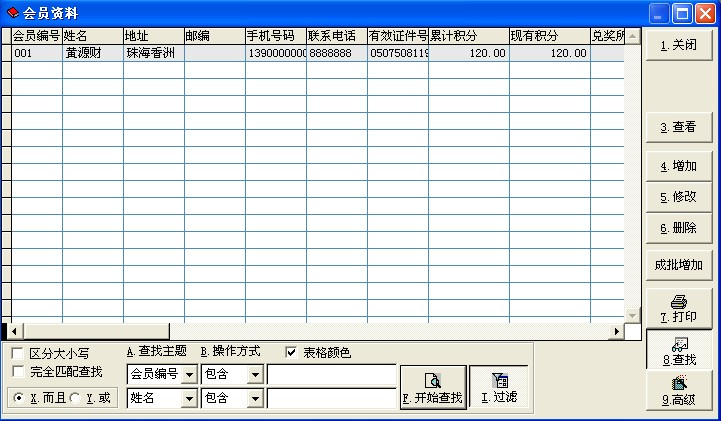 会员资料
会员编号 姓名 地址 邮编 手机号码 联系电话 有效证件号 累计积分 现有积分 兑奖所
001 黄源财 珠海香洲 1390000000 8888888 0507508119 120.00 120.00
1.关闭
3.查看
4.增加
5.修改
6.删除
成批增加
7.打印
8.查找
9.高级
区分大小写 A.查找主题 B.操作方式 表格颜色
完全匹配查找 会员编号 包含
X.而且 Y.或 姓名 包含
F.开始查找 I.过滤